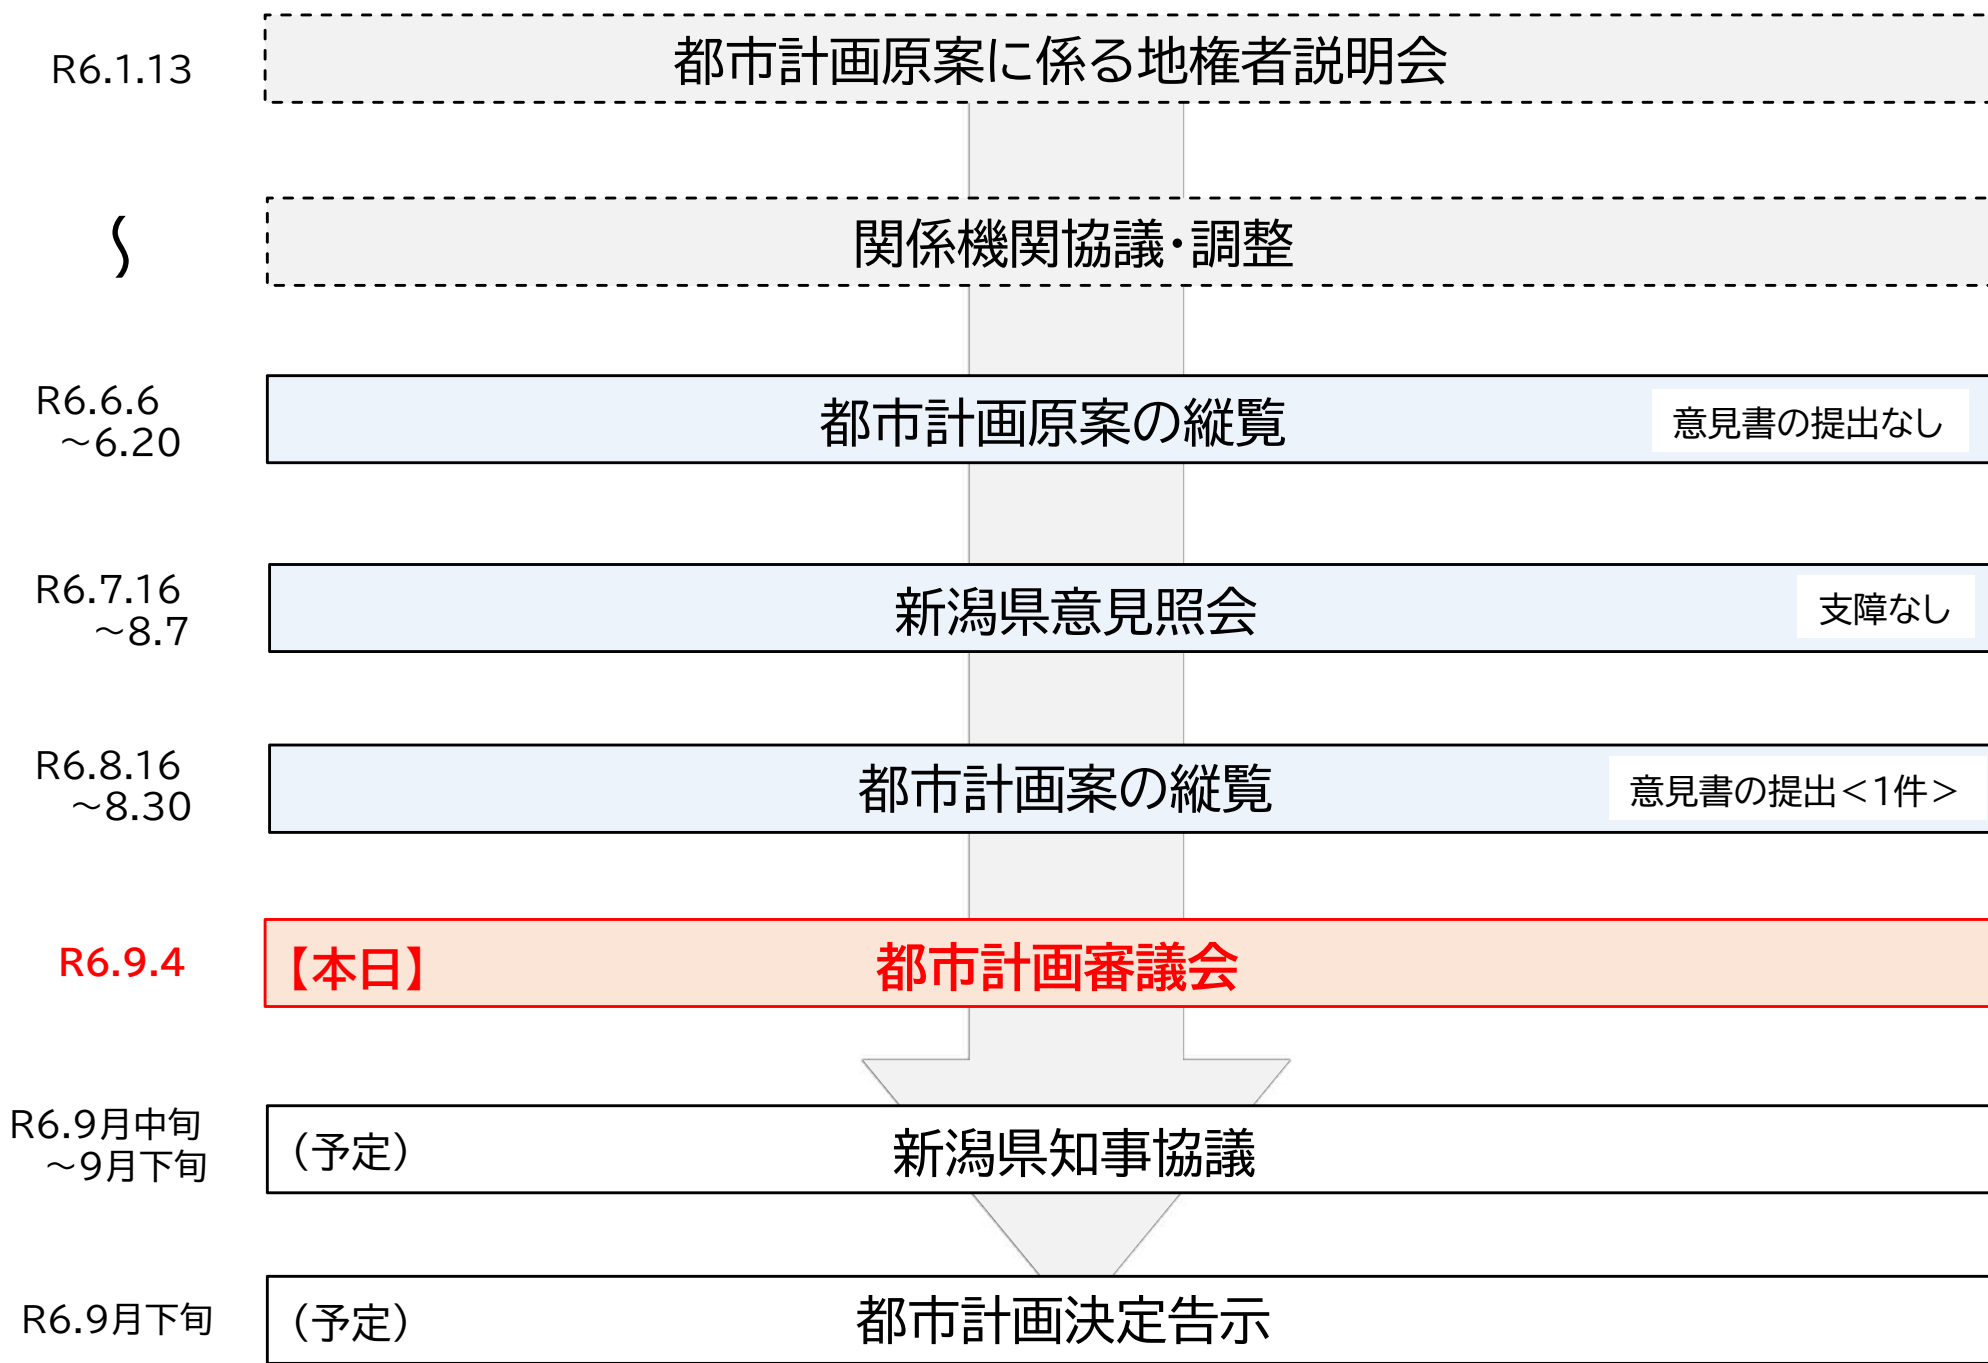 R6.1.13
都市計画原案に係る地権者説明会
～
関係機関協議・調整
R6.6.6
～6.20
都市計画原案の縦覧
意見書の提出なし
R6.7.16
～8.7
新潟県意見照会
支障なし
R6.8.16
～8.30
都市計画案の縦覧
意見書の提出＜1件＞
R6.9.4
【本日】
都市計画審議会
R6.9月中旬
～9月下旬
（予定）
新潟県知事協議
R6.9月下旬
（予定）
都市計画決定告示